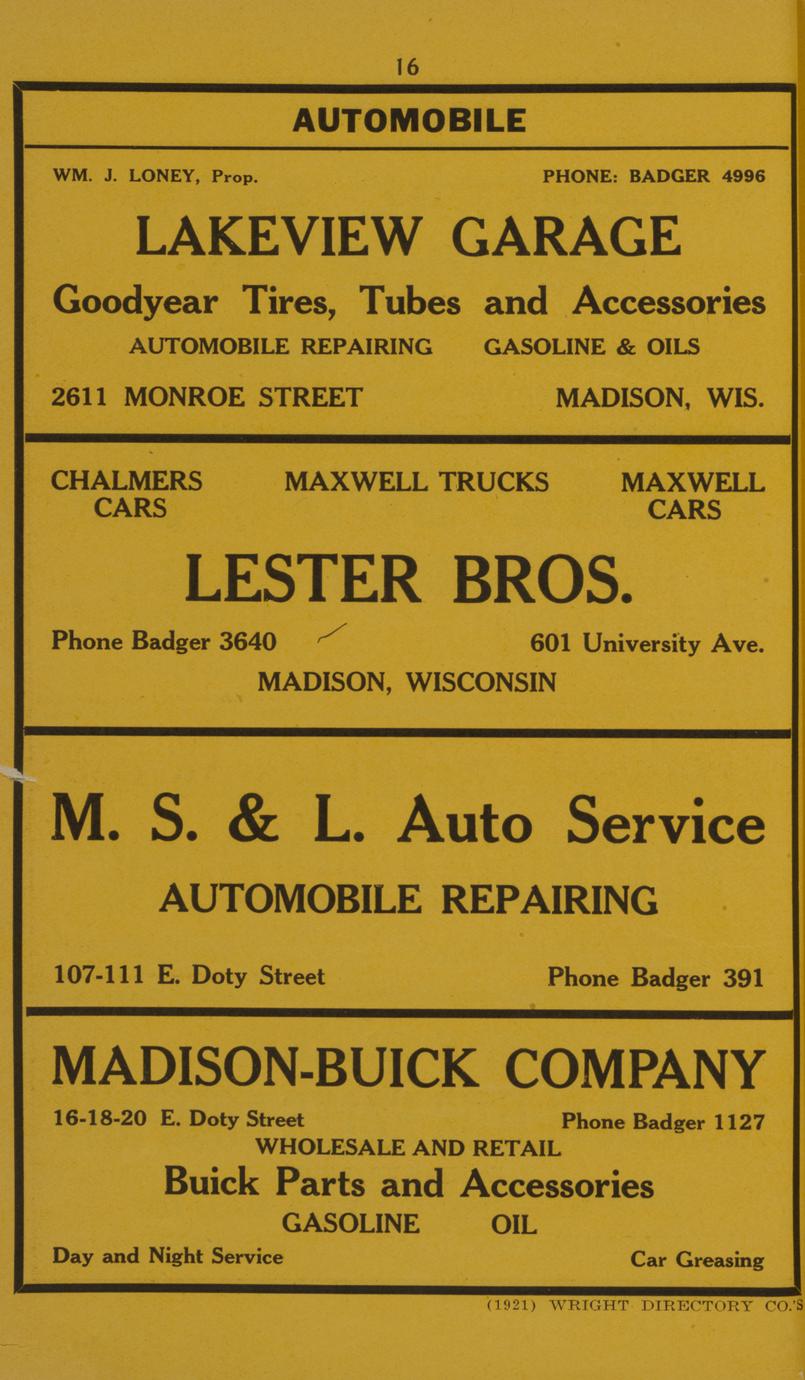 16
AUTOMOBILE
WM. J. LONEY, Prop. PHONE: BADGER 4996
LAKEVIEW GARAGE
Goodyear Tires, Tubes and Accessories
AUTOMOBILE REPAIRING GASOLINE & OILS
2611 MONROE STREET MADISON, WIS.
CHALMERS MAXWELL TRUCKS MAXWELL
CARS CARS
LESTER BROS.
Phone Badger 3640 601 University Ave.
MADISON, WISCONSIN
M. S. & L. Auto Service
AUTOMOBILE REPAIRING
107-111 E. Doty Street Phone Badger 391
MADISON-BUICK COMPANY
16-18-20 E. Doty Street Phone Badger 1127
WHOLESALE AND RETAIL
Buick Parts and Accessories
GASOLINE OIL
Day and Night Service Car Greasing
(1921) WRIGHT DIRECTORY CO.'S